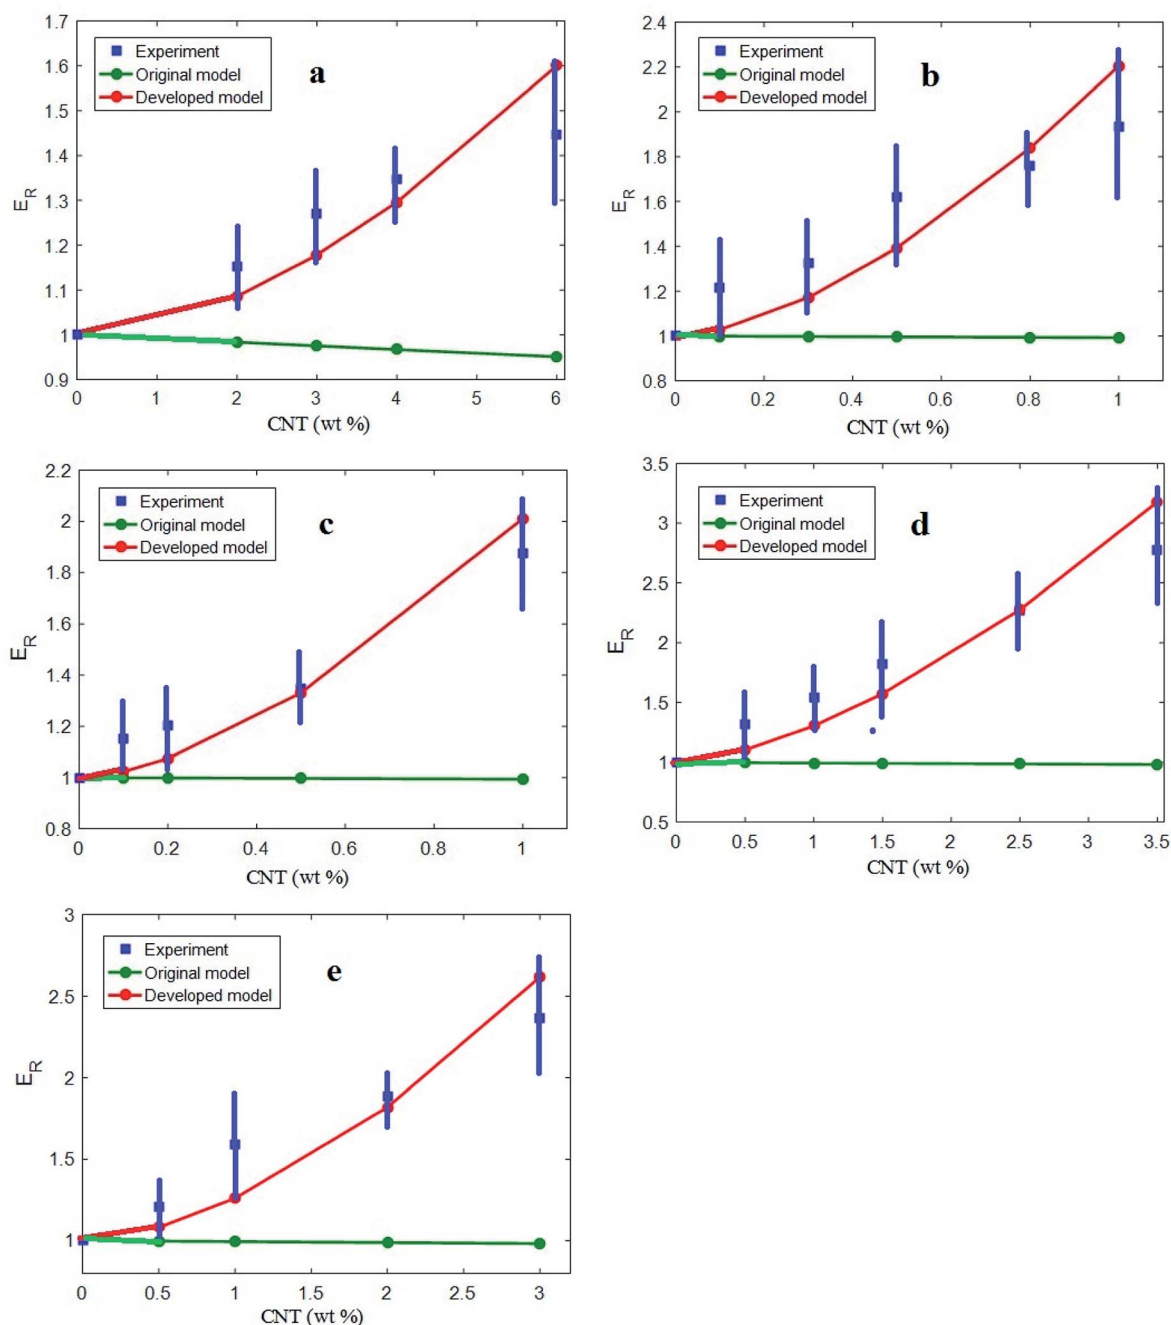 1.7
1.6
1.5
1.4
1.3
1.2
1.1
1
0.9
E_R
Experiment
Original model
Developed model
a
0 1 2 3 4 5 6
CNT (wt %)
2.4
2.2
2
1.8
1.6
1.4
1.2
1
0.8
E_R
Experiment
Original model
Developed model
b
0 0.2 0.4 0.6 0.8 1
CNT (wt %)
2.2
2
1.8
1.6
1.4
1.2
1
0.8
E_R
Experiment
Original model
Developed model
c
0 0.2 0.4 0.6 0.8 1
CNT (wt %)
3.5
3
2.5
2
1.5
1
0.5
E_R
Experiment
Original model
Developed model
d
0 0.5 1 1.5 2 2.5 3 3.5
CNT (wt %)
3
2.5
2
1.5
1
E_R
Experiment
Original model
Developed model
e
0 0.5 1 1.5 2 2.5 3
CNT (wt %)